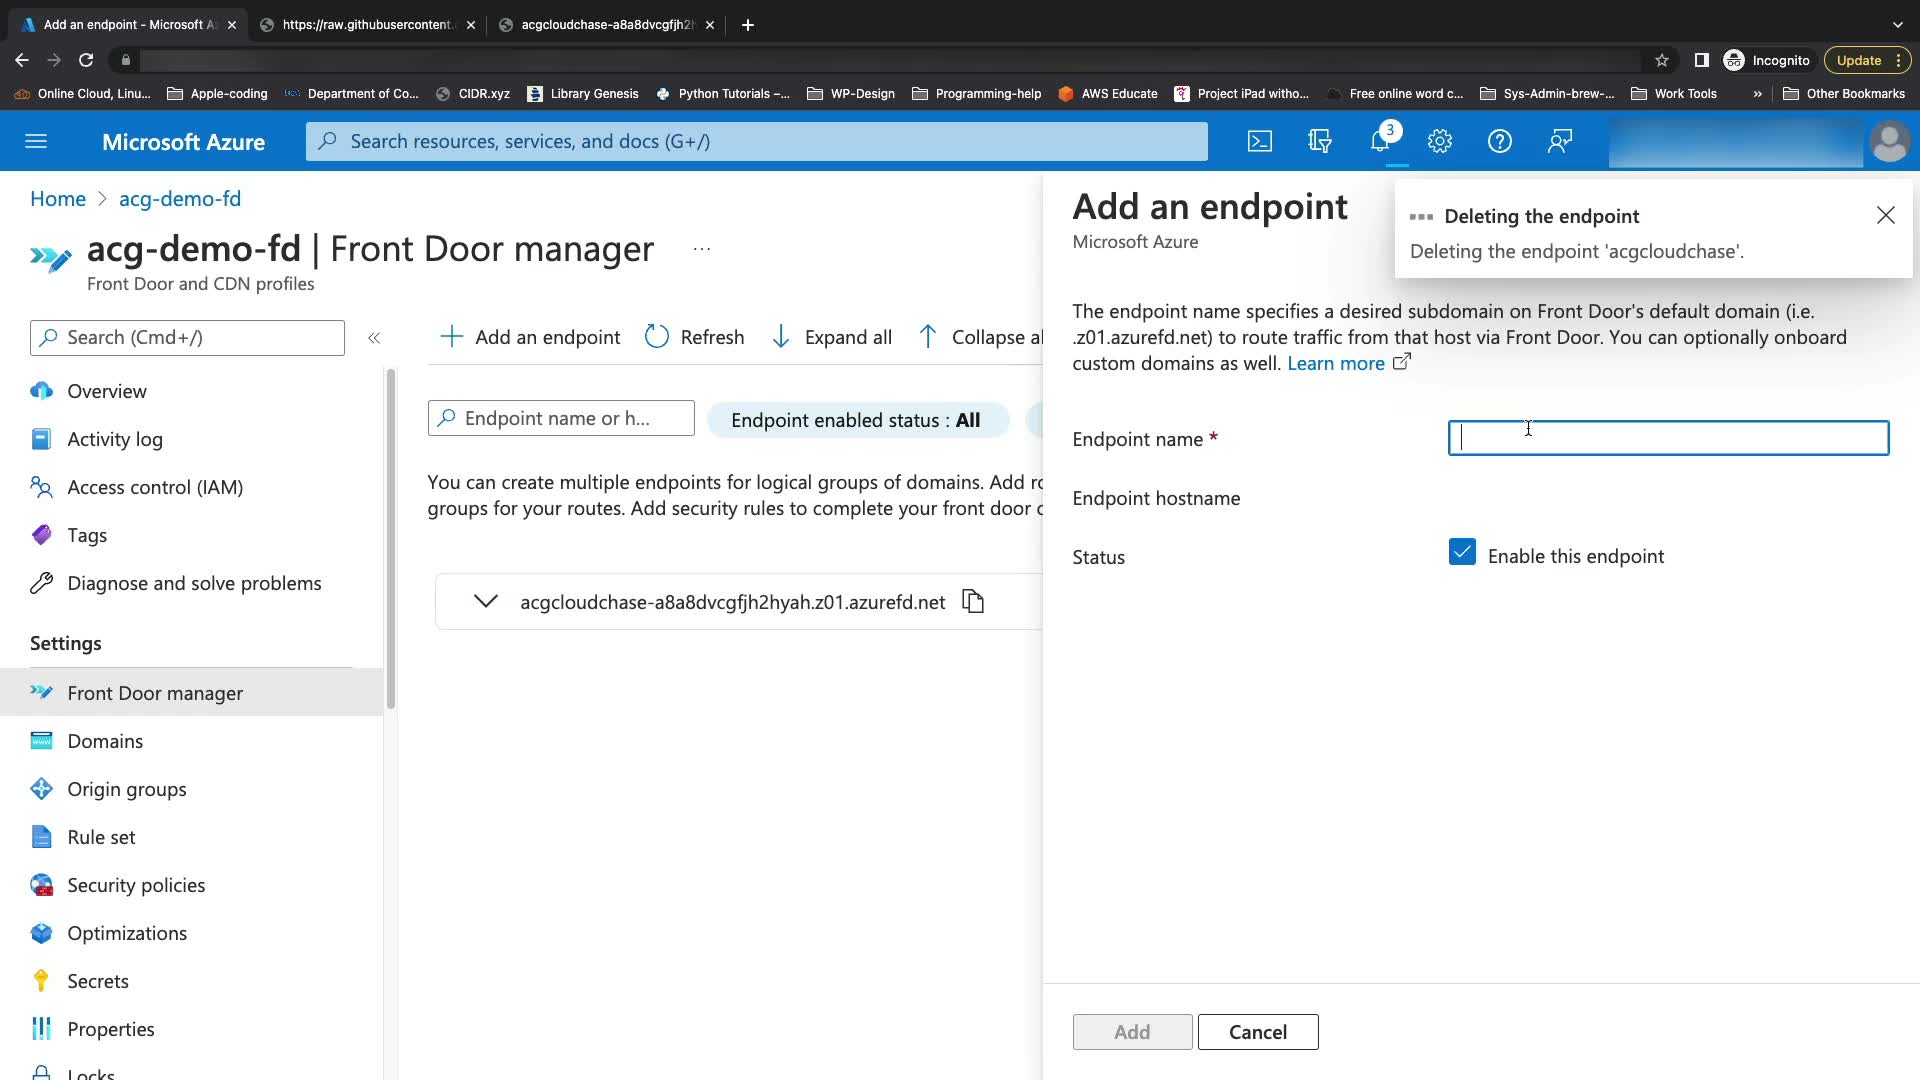 Add an endpoint - Microsoft A
https://raw.githubusercontent.
acgcloudchase-a8a8dvcgfjh2h
Incognito
Update
Online Cloud, Linu...
Apple-coding
Department of Co...
CIDR.xyz
Library Genesis
Python Tutorials –...
WP-Design
Programming-help
AWS Educate
Project iPad witho...
Free online word c...
Sys-Admin-brew-...
Work Tools
»
Other Bookmarks
Microsoft Azure
Search resources, services, and docs (G+/)
3
Home > acg-demo-fd
acg-demo-fd | Front Door manager
...
Front Door and CDN profiles
Search (Cmd+/)
«
Overview
Activity log
Access control (IAM)
Tags
Diagnose and solve problems
Settings
Front Door manager
Domains
Origin groups
Rule set
Security policies
Optimizations
Secrets
Properties
Locks
Add an endpoint
Refresh
Expand all
Collapse al
Endpoint name or h...
Endpoint enabled status : All
You can create multiple endpoints for logical groups of domains. Add ro
groups for your routes. Add security rules to complete your front door c
acgcloudchase-a8a8dvcgfjh2hyah.z01.azurefd.net
Add an endpoint
Microsoft Azure
Deleting the endpoint
Deleting the endpoint 'acgcloudchase'.
The endpoint name specifies a desired subdomain on Front Door's default domain (i.e.
.z01.azurefd.net) to route traffic from that host via Front Door. You can optionally onboard
custom domains as well. Learn more
Endpoint name *
Endpoint hostname
Status
Enable this endpoint
Add
Cancel